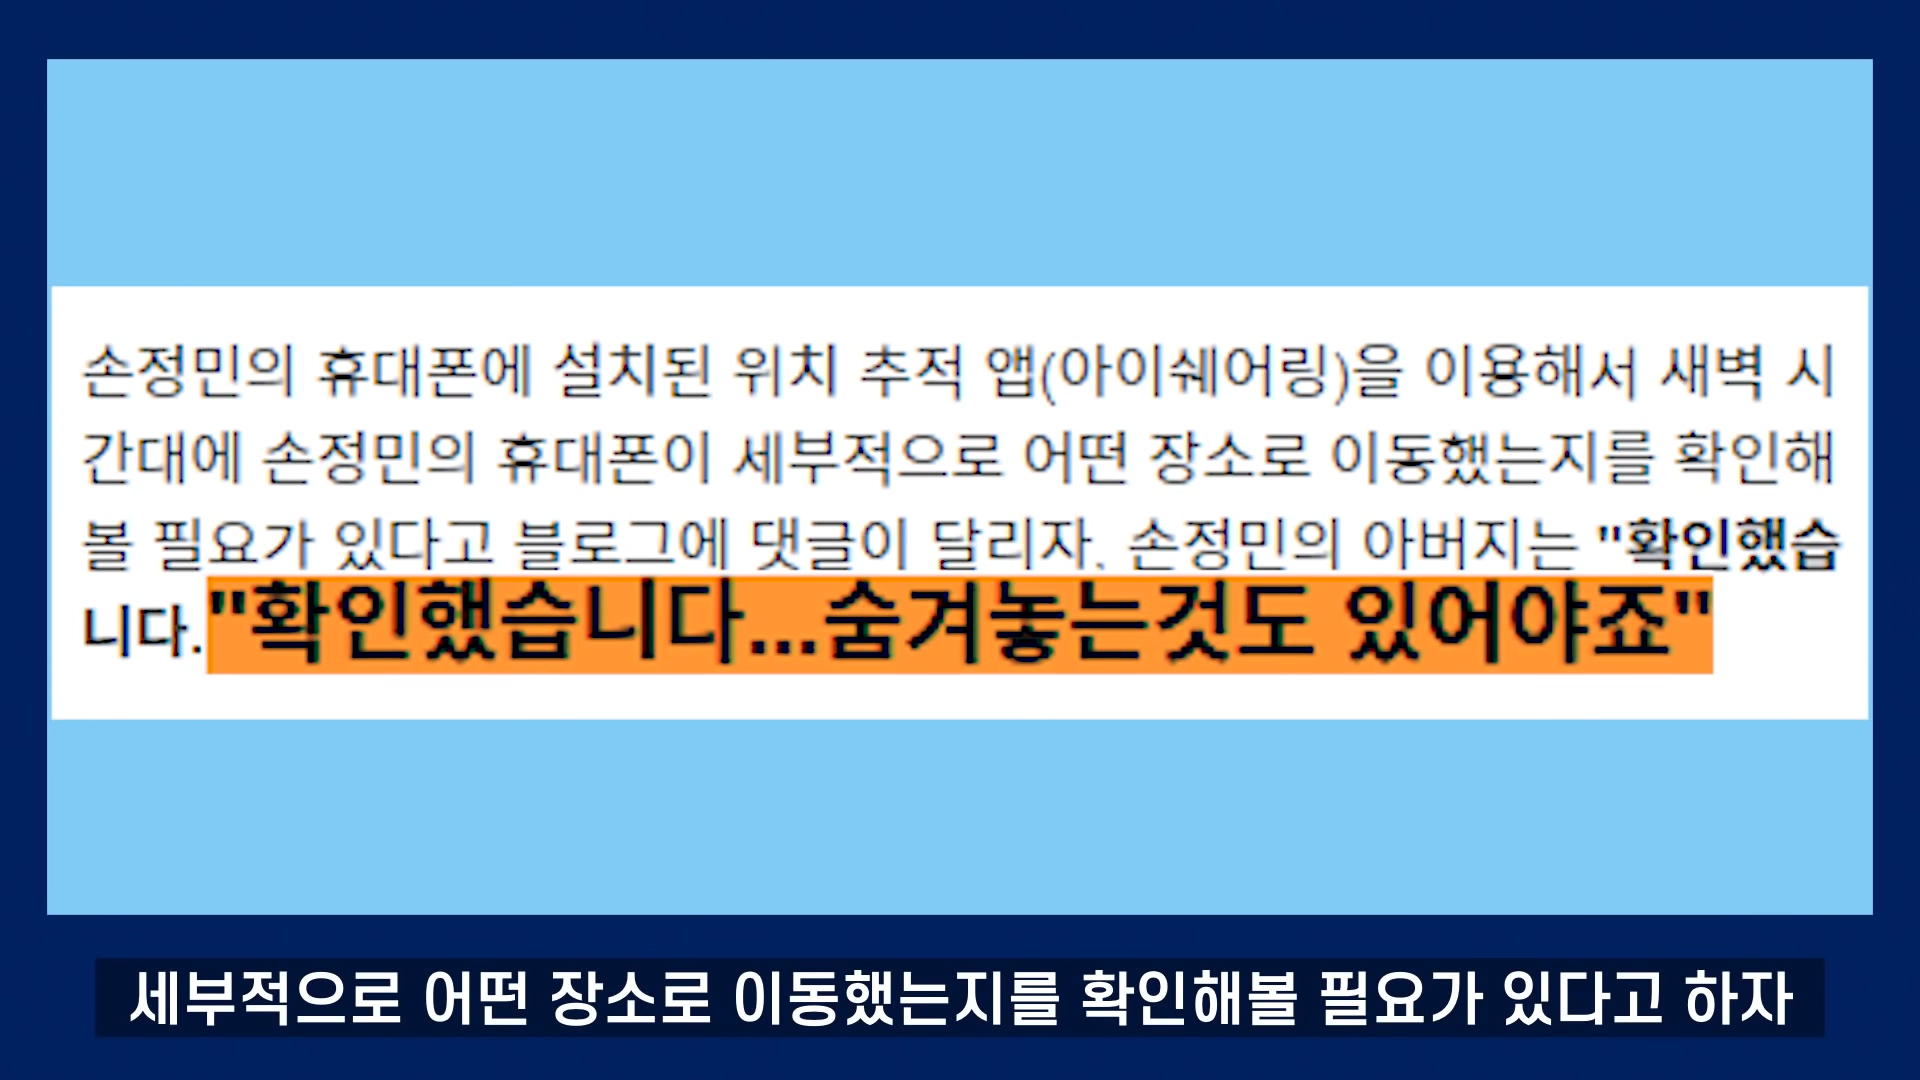 손정민의 휴대폰에 설치된 위치 추적 앱(아이쉐어링)을 이용해서 새벽 시
간대에 손정민의 휴대폰이 세부적으로 어떤 장소로 이동했는지를 확인해
볼 필요가 있다고 블로그에 댓글이 달리자, 손정민의 아버지는 "확인했습
니다.
"확인했습니다...숨겨놓는것도 있어야죠"
세부적으로 어떤 장소로 이동했는지를 확인해볼 필요가 있다고 하자